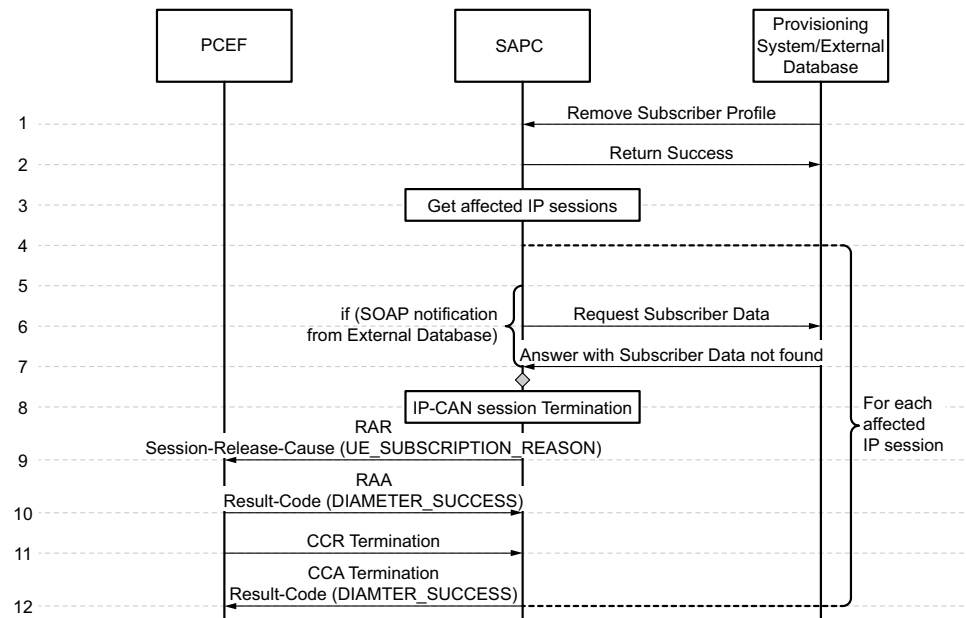 PCEF
SAPC
Provisioning
System/External
Database
1
Remove Subscriber Profile
2
Return Success
3
Get affected IP sessions
4
5
if (SOAP notification
from External Database)
6
Request Subscriber Data
Answer with Subscriber Data not found
7
8
IP-CAN session Termination
For each
affected
IP session
RAR
Session-Release-Cause (UE_SUBSCRIPTION_REASON)
9
RAA
Result-Code (DIAMETER_SUCCESS)
10
CCR Termination
11
CCA Termination
Result-Code (DIAMTER_SUCCESS)
12